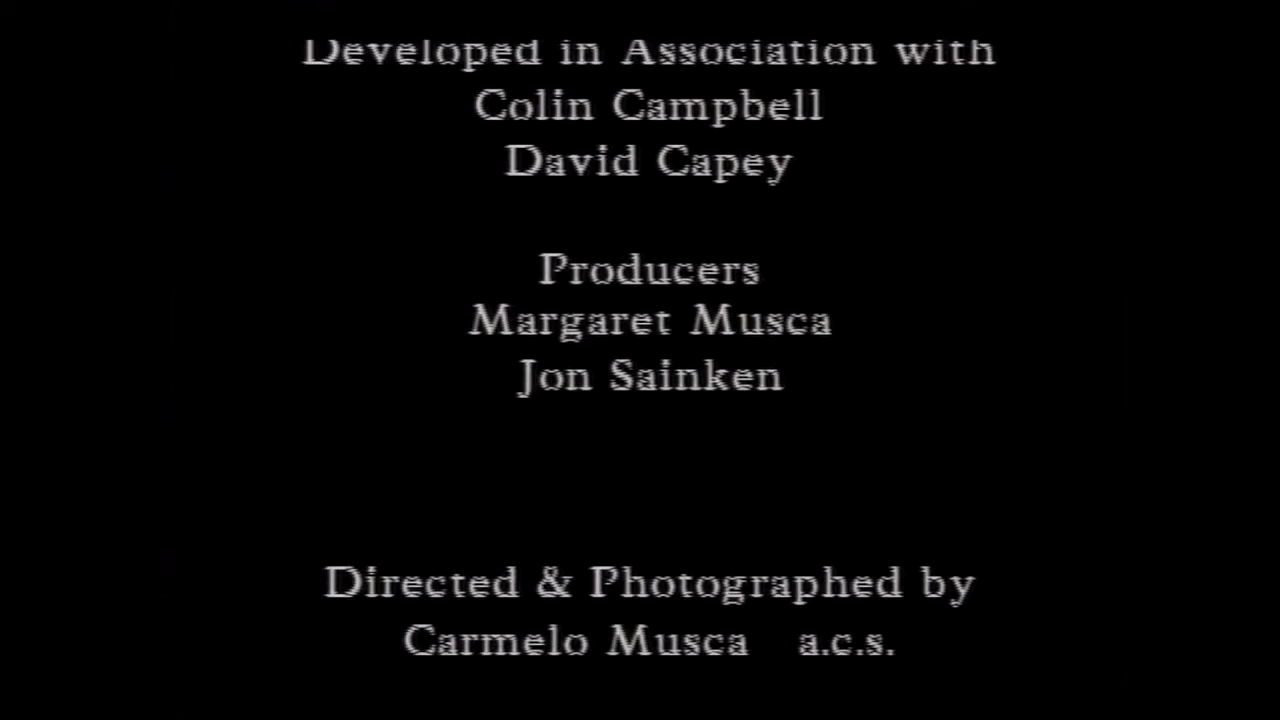 Developed in Association with
Colin Campbell
David Capey
Producers
Margaret Musca
Jon Sainken
Directed & Photographed by
Carmelo Musca a.c.s.